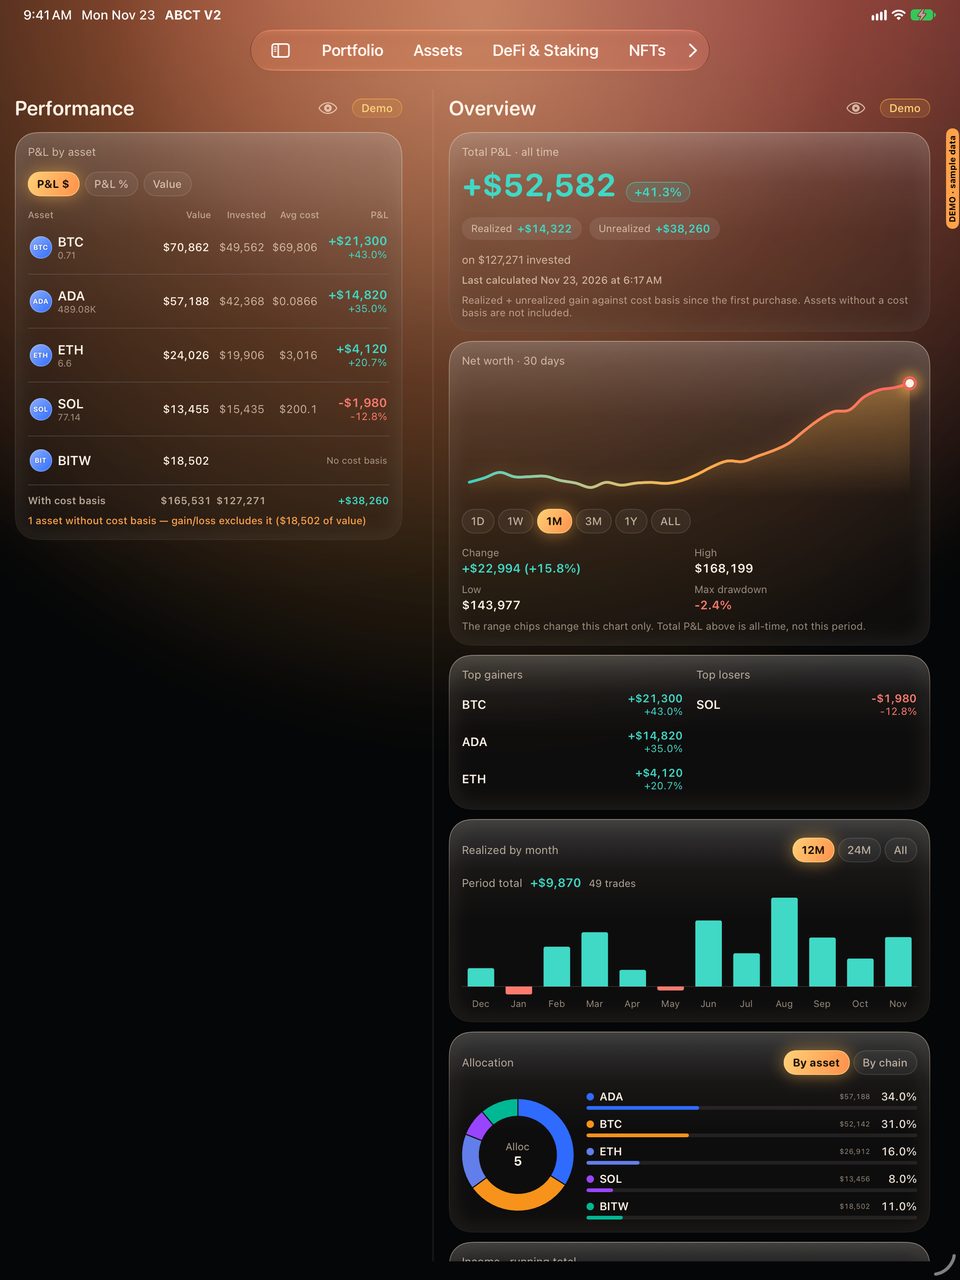 9:41 AM Mon Nov 23 ABCT V2
Portfolio Assets DeFi & Staking NFTs
Performance
Demo
P&L by asset
P&L $ P&L % Value
Asset Value Invested Avg cost P&L
BTC BTC $70,862 $49,562 $69,806 +$21,300
0.71 +43.0%
ADA ADA $57,188 $42,368 $0.0866 +$14,820
489.08K +35.0%
ETH ETH $24,026 $19,906 $3,016 +$4,120
6.6 +20.7%
SOL SOL $13,455 $15,435 $200.1 -$1,980
77.14 -12.8%
BIT BITW $18,502 No cost basis
With cost basis $165,531 $127,271 +$38,260
1 asset without cost basis — gain/loss excludes it ($18,502 of value)
Overview
Demo
DEMO · sample data
Total P&L · all time
+$52,582 +41.3%
Realized +$14,322 Unrealized +$38,260
on $127,271 invested
Last calculated Nov 23, 2026 at 6:17 AM
Realized + unrealized gain against cost basis since the first purchase. Assets without a cost
basis are not included.
Net worth · 30 days
1D 1W 1M 3M 1Y ALL
Change High
+$22,994 (+15.8%) $168,199
Low Max drawdown
$143,977 -2.4%
The range chips change this chart only. Total P&L above is all-time, not this period.
Top gainers Top losers
BTC +$21,300 SOL -$1,980
+43.0% -12.8%
ADA +$14,820
+35.0%
ETH +$4,120
+20.7%
Realized by month 12M 24M All
Period total +$9,870 49 trades
Dec Jan Feb Mar Apr May Jun Jul Aug Sep Oct Nov
Allocation By asset By chain
Alloc
5
ADA $57,188 34.0%
BTC $52,142 31.0%
ETH $26,912 16.0%
SOL $13,456 8.0%
BITW $18,502 11.0%
Income · running total